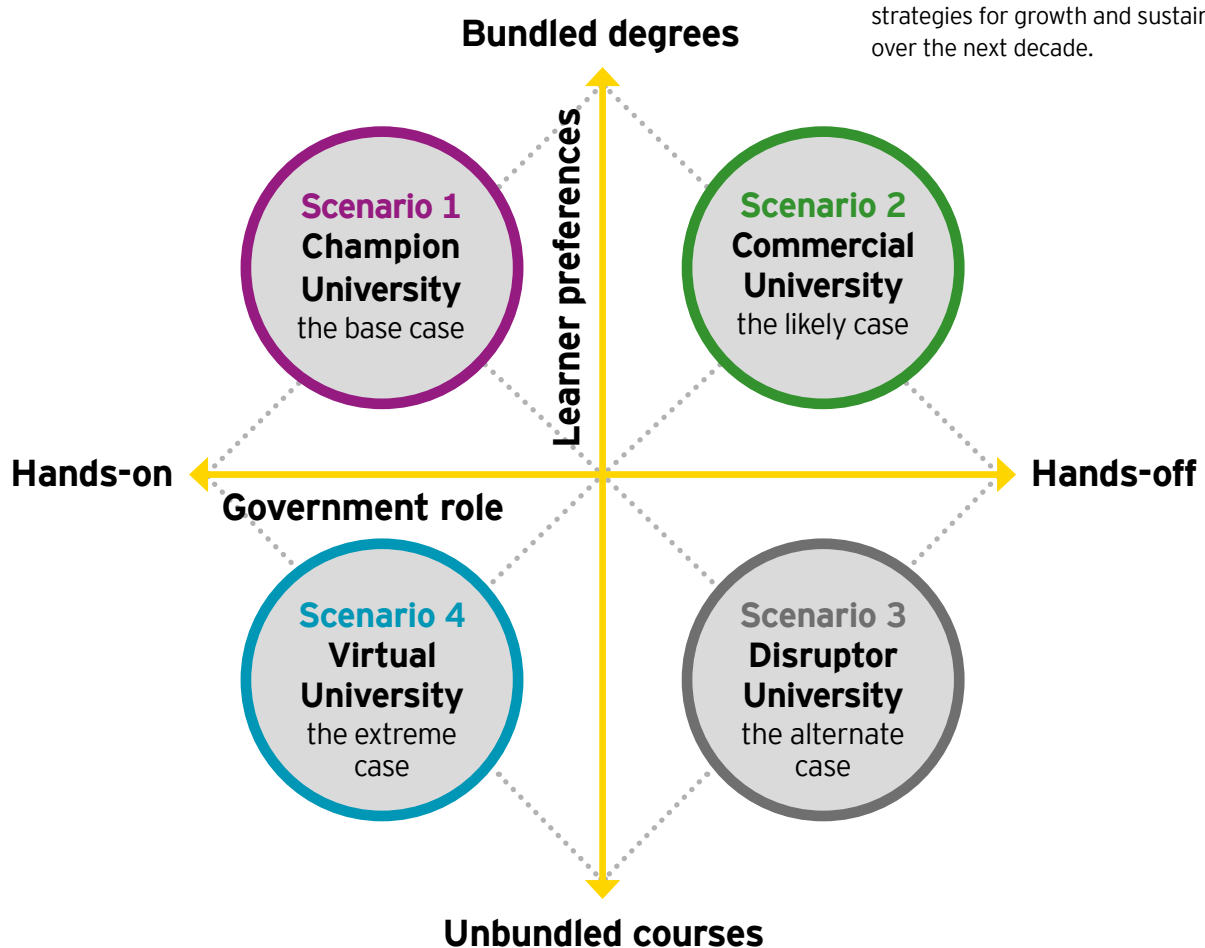 strategies for growth and sustain
over the next decade.
Bundled degrees
Learner preferences
Scenario 1
Champion
University
the base case
Scenario 2
Commercial
University
the likely case
Hands-on
Hands-off
Government role
Scenario 4
Virtual
University
the extreme
case
Scenario 3
Disruptor
University
the alternate
case
Unbundled courses